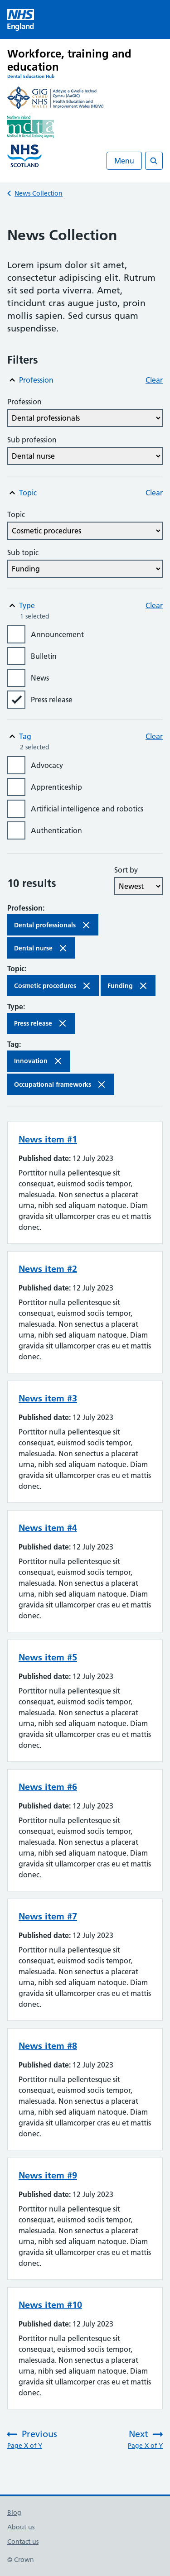 NHS
England
Workforce, training and
education
Dental Education Hub
GIG
CYMRU
NHS
WALES
Addysg a Gwella Iechyd
Cymru (AaGIC)
Health Education and
Improvement Wales (HEIW)
Northern Ireland
mdta
Medical & Dental Training Agency
NHS
SCOTLAND
Menu
News Collection
News Collection
Lorem ipsum dolor sit amet,
consectetur adipiscing elit. Rutrum
et sed porta viverra. Amet,
tincidunt cras augue justo, proin
mollis sapien. Sed cursus quam
suspendisse.
Filters
Profession Clear
Profession
Dental professionals
Sub profession
Dental nurse
Topic Clear
Topic
Cosmetic procedures
Sub topic
Funding
Type Clear
1 selected
Announcement
Bulletin
News
Press release
Tag Clear
2 selected
Advocacy
Apprenticeship
Artificial intelligence and robotics
Authentication
Sort by
10 results Newest
Profession:
Dental professionals
Dental nurse
Topic:
Cosmetic procedures Funding
Type:
Press release
Tag:
Innovation
Occupational frameworks
News item #1
Published date: 12 July 2023
Porttitor nulla pellentesque sit
consequat, euismod sociis tempor,
malesuada. Non senectus a placerat
urna, nibh sed aliquam natoque. Diam
gravida sit ullamcorper cras eu et mattis
donec.
News item #2
Published date: 12 July 2023
Porttitor nulla pellentesque sit
consequat, euismod sociis tempor,
malesuada. Non senectus a placerat
urna, nibh sed aliquam natoque. Diam
gravida sit ullamcorper cras eu et mattis
donec.
News item #3
Published date: 12 July 2023
Porttitor nulla pellentesque sit
consequat, euismod sociis tempor,
malesuada. Non senectus a placerat
urna, nibh sed aliquam natoque. Diam
gravida sit ullamcorper cras eu et mattis
donec.
News item #4
Published date: 12 July 2023
Porttitor nulla pellentesque sit
consequat, euismod sociis tempor,
malesuada. Non senectus a placerat
urna, nibh sed aliquam natoque. Diam
gravida sit ullamcorper cras eu et mattis
donec.
News item #5
Published date: 12 July 2023
Porttitor nulla pellentesque sit
consequat, euismod sociis tempor,
malesuada. Non senectus a placerat
urna, nibh sed aliquam natoque. Diam
gravida sit ullamcorper cras eu et mattis
donec.
News item #6
Published date: 12 July 2023
Porttitor nulla pellentesque sit
consequat, euismod sociis tempor,
malesuada. Non senectus a placerat
urna, nibh sed aliquam natoque. Diam
gravida sit ullamcorper cras eu et mattis
donec.
News item #7
Published date: 12 July 2023
Porttitor nulla pellentesque sit
consequat, euismod sociis tempor,
malesuada. Non senectus a placerat
urna, nibh sed aliquam natoque. Diam
gravida sit ullamcorper cras eu et mattis
donec.
News item #8
Published date: 12 July 2023
Porttitor nulla pellentesque sit
consequat, euismod sociis tempor,
malesuada. Non senectus a placerat
urna, nibh sed aliquam natoque. Diam
gravida sit ullamcorper cras eu et mattis
donec.
News item #9
Published date: 12 July 2023
Porttitor nulla pellentesque sit
consequat, euismod sociis tempor,
malesuada. Non senectus a placerat
urna, nibh sed aliquam natoque. Diam
gravida sit ullamcorper cras eu et mattis
donec.
News item #10
Published date: 12 July 2023
Porttitor nulla pellentesque sit
consequat, euismod sociis tempor,
malesuada. Non senectus a placerat
urna, nibh sed aliquam natoque. Diam
gravida sit ullamcorper cras eu et mattis
donec.
Previous Next
Page X of Y Page X of Y
Blog
About us
Contact us
© Crown